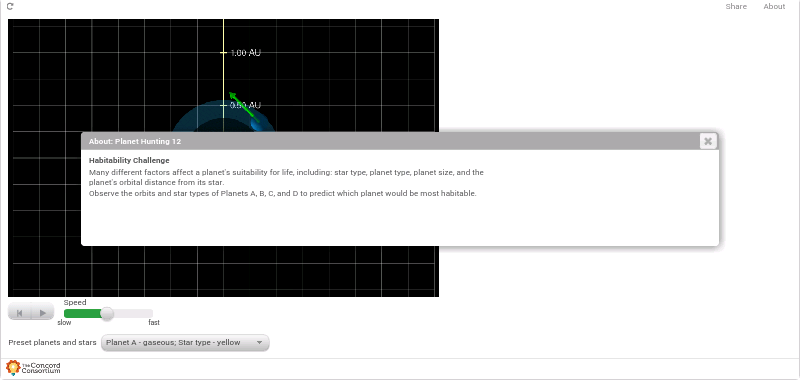 Share About
1.00 AU
0.50 AU
About: Planet Hunting 12
Habitability Challenge
Many different factors affect a planet's suitability for life, including: star type, planet type, planet size, and the
planet's orbital distance from its star.
Observe the orbits and star types of Planets A, B, C, and D to predict which planet would be most habitable.
Speed
slow fast
Preset planets and stars Planet A - gaseous; Star type - yellow
The Concord
Consortium